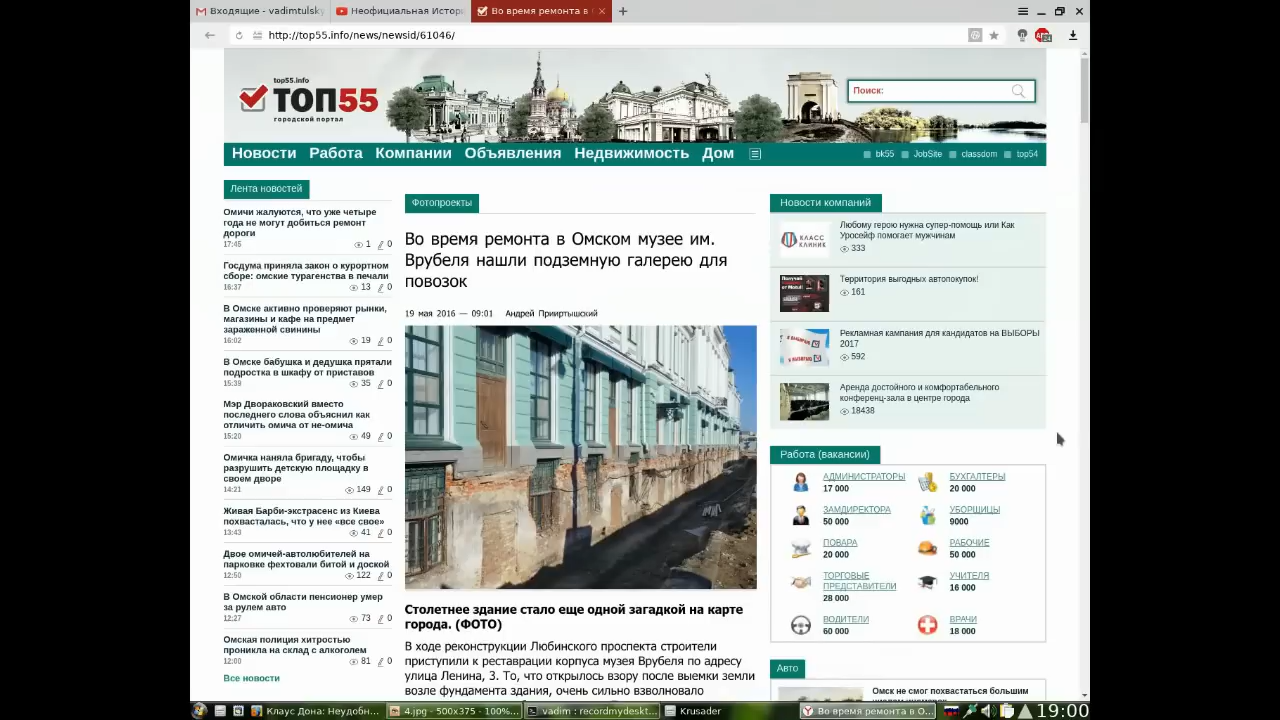 Входящие - vadimtulsky
Неофициальная Истори
Во время ремонта в
http://top55.info/news/newsid/61046/
top55.info
ТОП55
городской портал
Поиск:
Новости Работа Компании Объявления Недвижимость Дом
bk55 JobSite classdom top54
Лента новостей
Омичи жалуются, что уже четыре
года не могут добиться ремонт
дороги
17:45 1 0
Госдума приняла закон о курортном
сборе: омские турагенства в печали
16:37 13 0
В Омске активно проверяют рынки,
магазины и кафе на предмет
зараженной свинины
16:02 19 0
В Омске бабушка и дедушка прятали
подростка в шкафу от приставов
15:39 35 0
Мэр Двораковский вместо
последнего слова объяснил как
отличить омича от не-омича
15:20 49 0
Омичка наняла бригаду, чтобы
разрушить детскую площадку в
своем дворе
14:21 149 0
Живая Барби-экстрасенс из Киева
похвасталась, что у нее «все свое»
13:43 41 0
Двое омичей-автолюбителей на
парковке фехтовали битой и доской
12:50 122 0
В Омской области пенсионер умер
за рулем авто
12:27 73 0
Омская полиция хитростью
проникла на склад с алкоголем
12:00 81 0
Все новости
Фотопроекты
Во время ремонта в Омском музее им.
Врубеля нашли подземную галерею для
повозок
19 мая 2016 — 09:01 Андрей Прииртышский
Столетнее здание стало еще одной загадкой на карте
города. (ФОТО)
В ходе реконструкции Любинского проспекта строители
приступили к реставрации корпуса музея Врубеля по адресу
улица Ленина, 3. То, что открылось взору после выемки земли
возле фундамента здания, очень сильно взволновало
Новости компаний
КЛАСС
КЛИНИК
Любому герою нужна супер-помощь или Как
Уросейф помогает мужчинам
333
Территория выгодных автопокупок!
161
Рекламная кампания для кандидатов на ВЫБОРЫ
2017
592
Аренда достойного и комфортабельного
конференц-зала в центре города
18438
Работа (вакансии)
АДМИНИСТРАТОРЫ
17 000
БУХГАЛТЕРЫ
20 000
ЗАМДИРЕКТОРА
50 000
УБОРЩИЦЫ
9000
ПОВАРА
20 000
РАБОЧИЕ
50 000
ТОРГОВЫЕ
ПРЕДСТАВИТЕЛИ
28 000
УЧИТЕЛЯ
16 000
ВОДИТЕЛИ
60 000
ВРАЧИ
18 000
Авто
Омск не смог похвастаться большим
Клаус Дона: Неудобн..
4.jpg - 500x375 - 100%...
vadim : recordmydeskt...
Krusader
Во время ремонта в О...
19:00